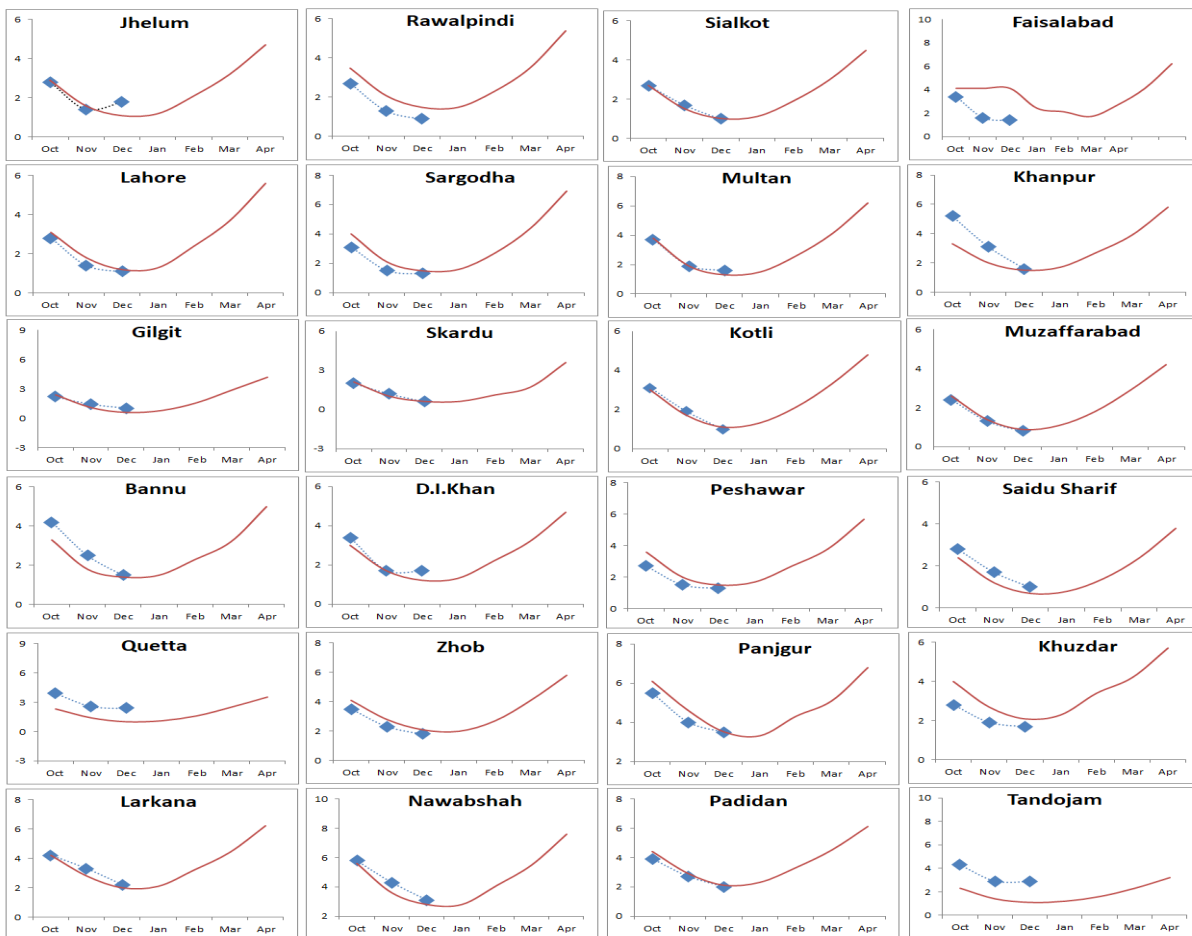 Jhelum
6
4
2
0
Oct Nov Dec Jan Feb Mar Apr
Rawalpindi
6
4
2
0
Oct Nov Dec Jan Feb Mar Apr
Sialkot
6
4
2
0
Oct Nov Dec Jan Feb Mar Apr
Faisalabad
10
8
6
4
2
0
Oct Nov Dec Jan Feb Mar Apr
Lahore
6
4
2
0
Oct Nov Dec Jan Feb Mar Apr
Sargodha
8
6
4
2
0
Oct Nov Dec Jan Feb Mar Apr
Multan
8
6
4
2
0
Oct Nov Dec Jan Feb Mar Apr
Khanpur
8
6
4
2
0
Oct Nov Dec Jan Feb Mar Apr
Gilgit
9
6
3
0
-3
Oct Nov Dec Jan Feb Mar Apr
Skardu
6
3
0
-3
Oct Nov Dec Jan Feb Mar Apr
Kotli
6
4
2
0
Oct Nov Dec Jan Feb Mar Apr
Muzaffarabad
6
4
2
0
Oct Nov Dec Jan Feb Mar Apr
Bannu
6
4
2
0
Oct Nov Dec Jan Feb Mar Apr
D.I.Khan
6
4
2
0
Oct Nov Dec Jan Feb Mar Apr
Peshawar
8
6
4
2
0
Oct Nov Dec Jan Feb Mar Apr
Saidu Sharif
6
4
2
0
Oct Nov Dec Jan Feb Mar Apr
Quetta
9
6
3
0
-3
Oct Nov Dec Jan Feb Mar Apr
Zhob
8
6
4
2
0
Oct Nov Dec Jan Feb Mar Apr
Panjgur
8
6
4
2
Oct Nov Dec Jan Feb Mar Apr
Khuzdar
6
4
2
0
Oct Nov Dec Jan Feb Mar Apr
Larkana
8
6
4
2
0
Oct Nov Dec Jan Feb Mar Apr
Nawabshah
10
8
6
4
2
Oct Nov Dec Jan Feb Mar Apr
Padidan
8
6
4
2
0
Oct Nov Dec Jan Feb Mar Apr
Tandojam
10
8
6
4
2
0
Oct Nov Dec Jan Feb Mar Apr